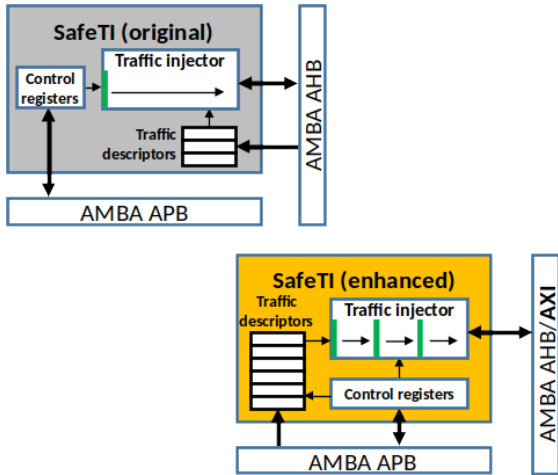 SafeTI (original)
Traffic injector
Control
registers
Traffic
descriptors
AMBA AHB
AMBA APB
SafeTI (enhanced)
Traffic
descriptors
Traffic injector
Control registers
AMBA AHB/AXI
AMBA APB